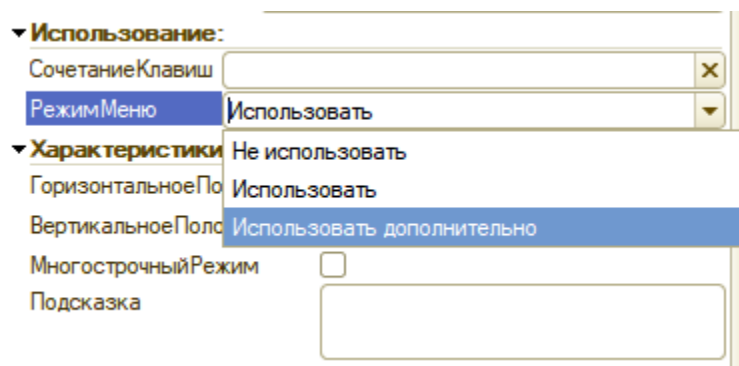 Использование:
СочетаниеКлавиш
РежимМеню Использовать
Характеристики Не использовать
ГоризонтальноеПо Использовать
ВертикальноеПоло Использовать дополнительно
МногострочныйРежим
Подсказка